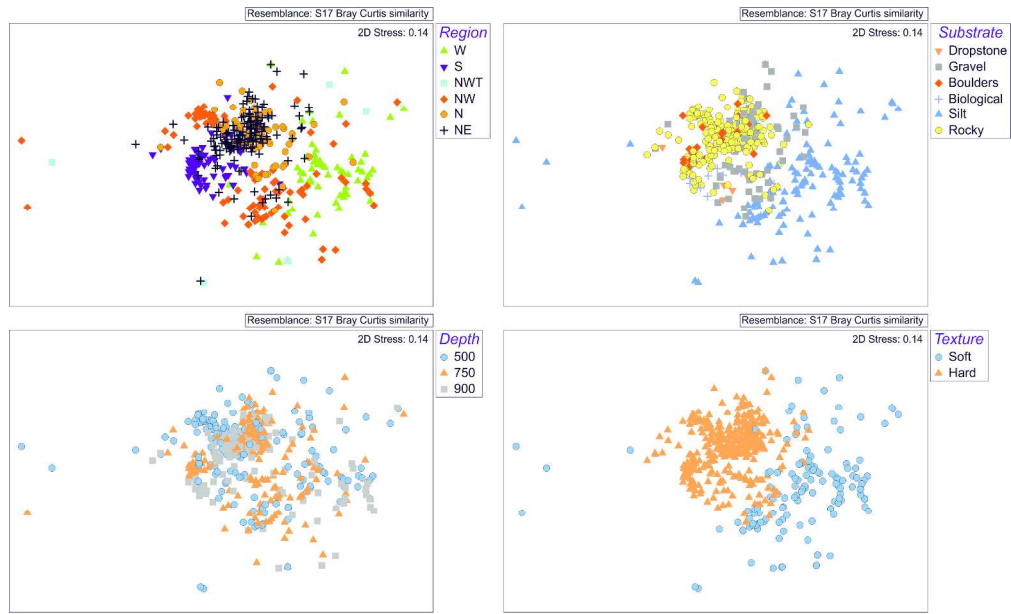 Resemblance: S17 Bray Curtis similarity
2D Stress: 0.14
Region
W
S
NWT
NW
N
NE
Resemblance: S17 Bray Curtis similarity
2D Stress: 0.14
Substrate
Dropstone
Gravel
Boulders
Biological
Silt
Rocky
Resemblance: S17 Bray Curtis similarity
2D Stress: 0.14
Depth
500
750
900
Resemblance: S17 Bray Curtis similarity
2D Stress: 0.14
Texture
Soft
Hard